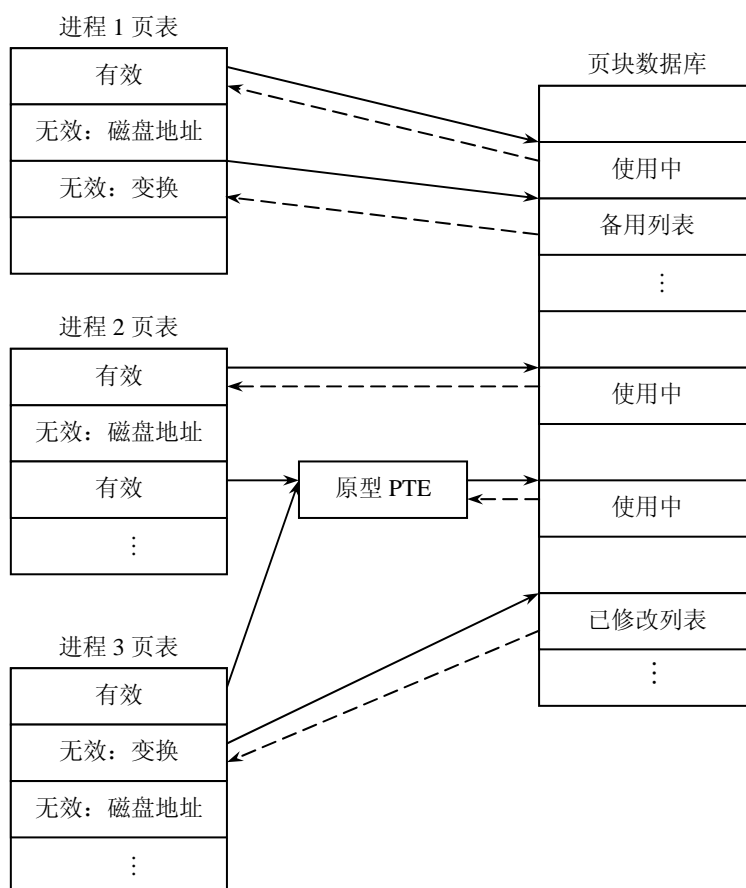 进程 1 页表
有效
无效：磁盘地址
无效：变换
进程 2 页表
有效
无效：磁盘地址
有效
⋮
进程 3 页表
有效
无效：变换
无效：磁盘地址
⋮
原型 PTE
页块数据库
使用中
备用列表
⋮
使用中
使用中
已修改列表
⋮